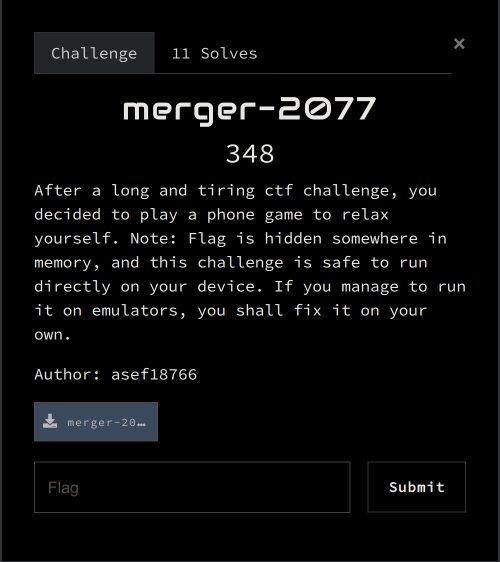 Challenge
11 Solves
×
merger-2077
348
After a long and tiring ctf challenge, you
decided to play a phone game to relax
yourself. Note: Flag is hidden somewhere in
memory, and this challenge is safe to run
directly on your device. If you manage to run
it on emulators, you shall fix it on your
own.
Author: asef18766
merger-20…
Flag
Submit